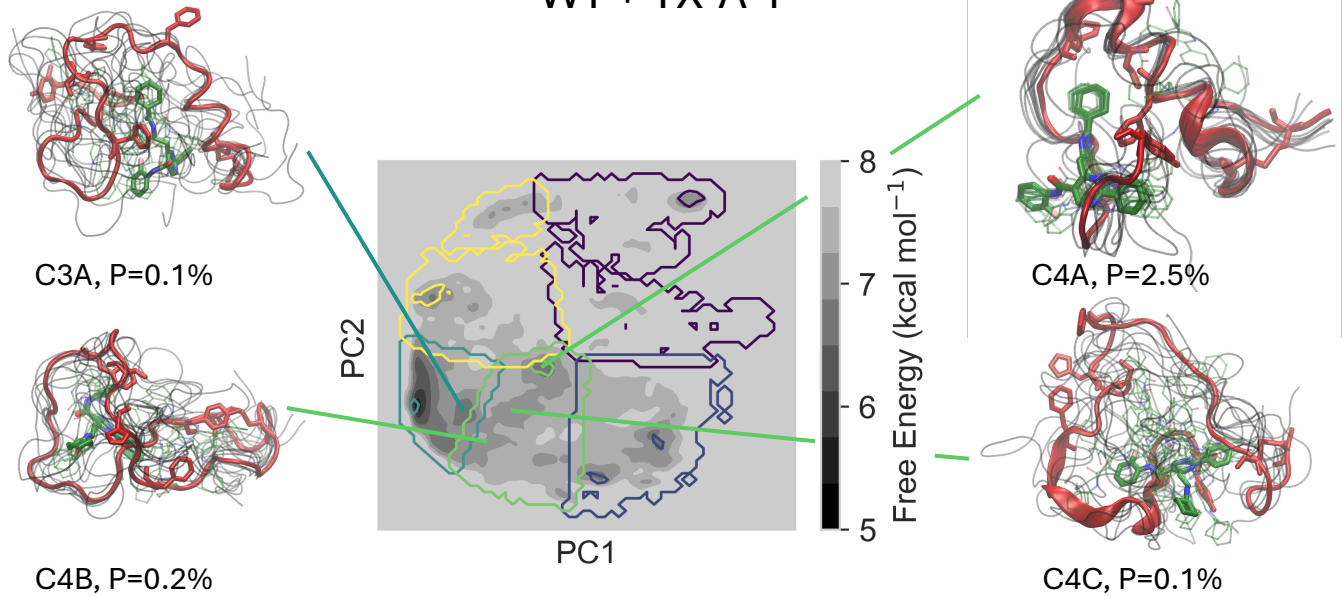 C3A, P=0.1%
C4A, P=2.5%
8
7
6
5
Free Energy (kcal mol⁻¹)
PC2
PC1
C4B, P=0.2%
C4C, P=0.1%